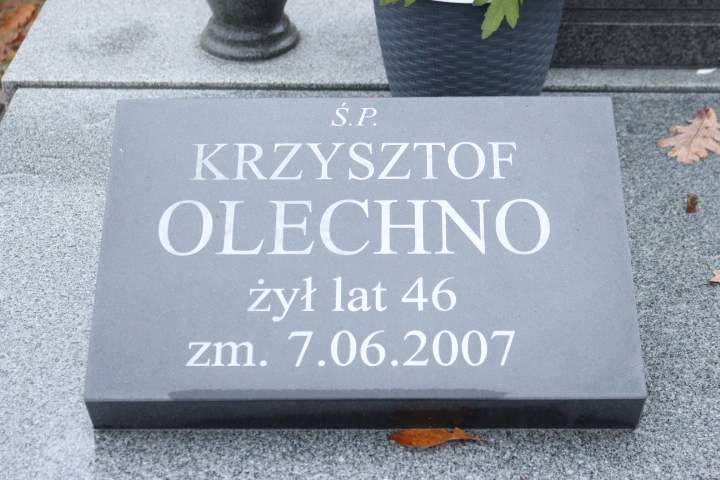 Ś.P.
KRZYSZTOF
OLECHNO
żył lat 46
zm. 7.06.2007